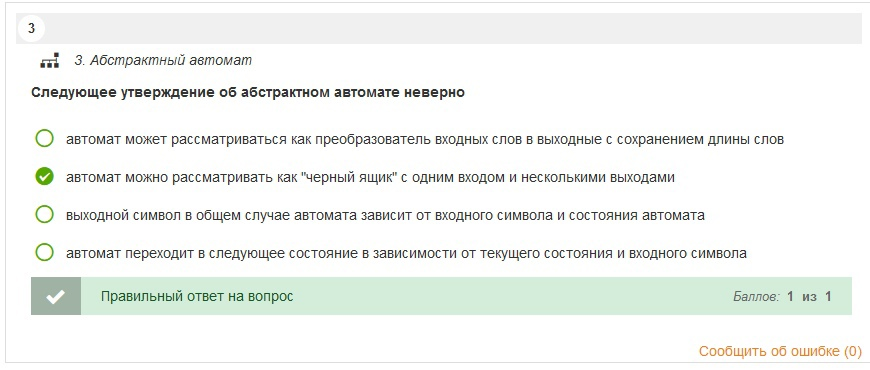 3
3. Абстрактный автомат
Следующее утверждение об абстрактном автомате неверно
автомат может рассматриваться как преобразователь входных слов в выходные с сохранением длины слов
автомат можно рассматривать как "черный ящик" с одним входом и несколькими выходами
выходной символ в общем случае автомата зависит от входного символа и состояния автомата
автомат переходит в следующее состояние в зависимости от текущего состояния и входного символа
Правильный ответ на вопрос Баллов: 1 из 1
Сообщить об ошибке (0)